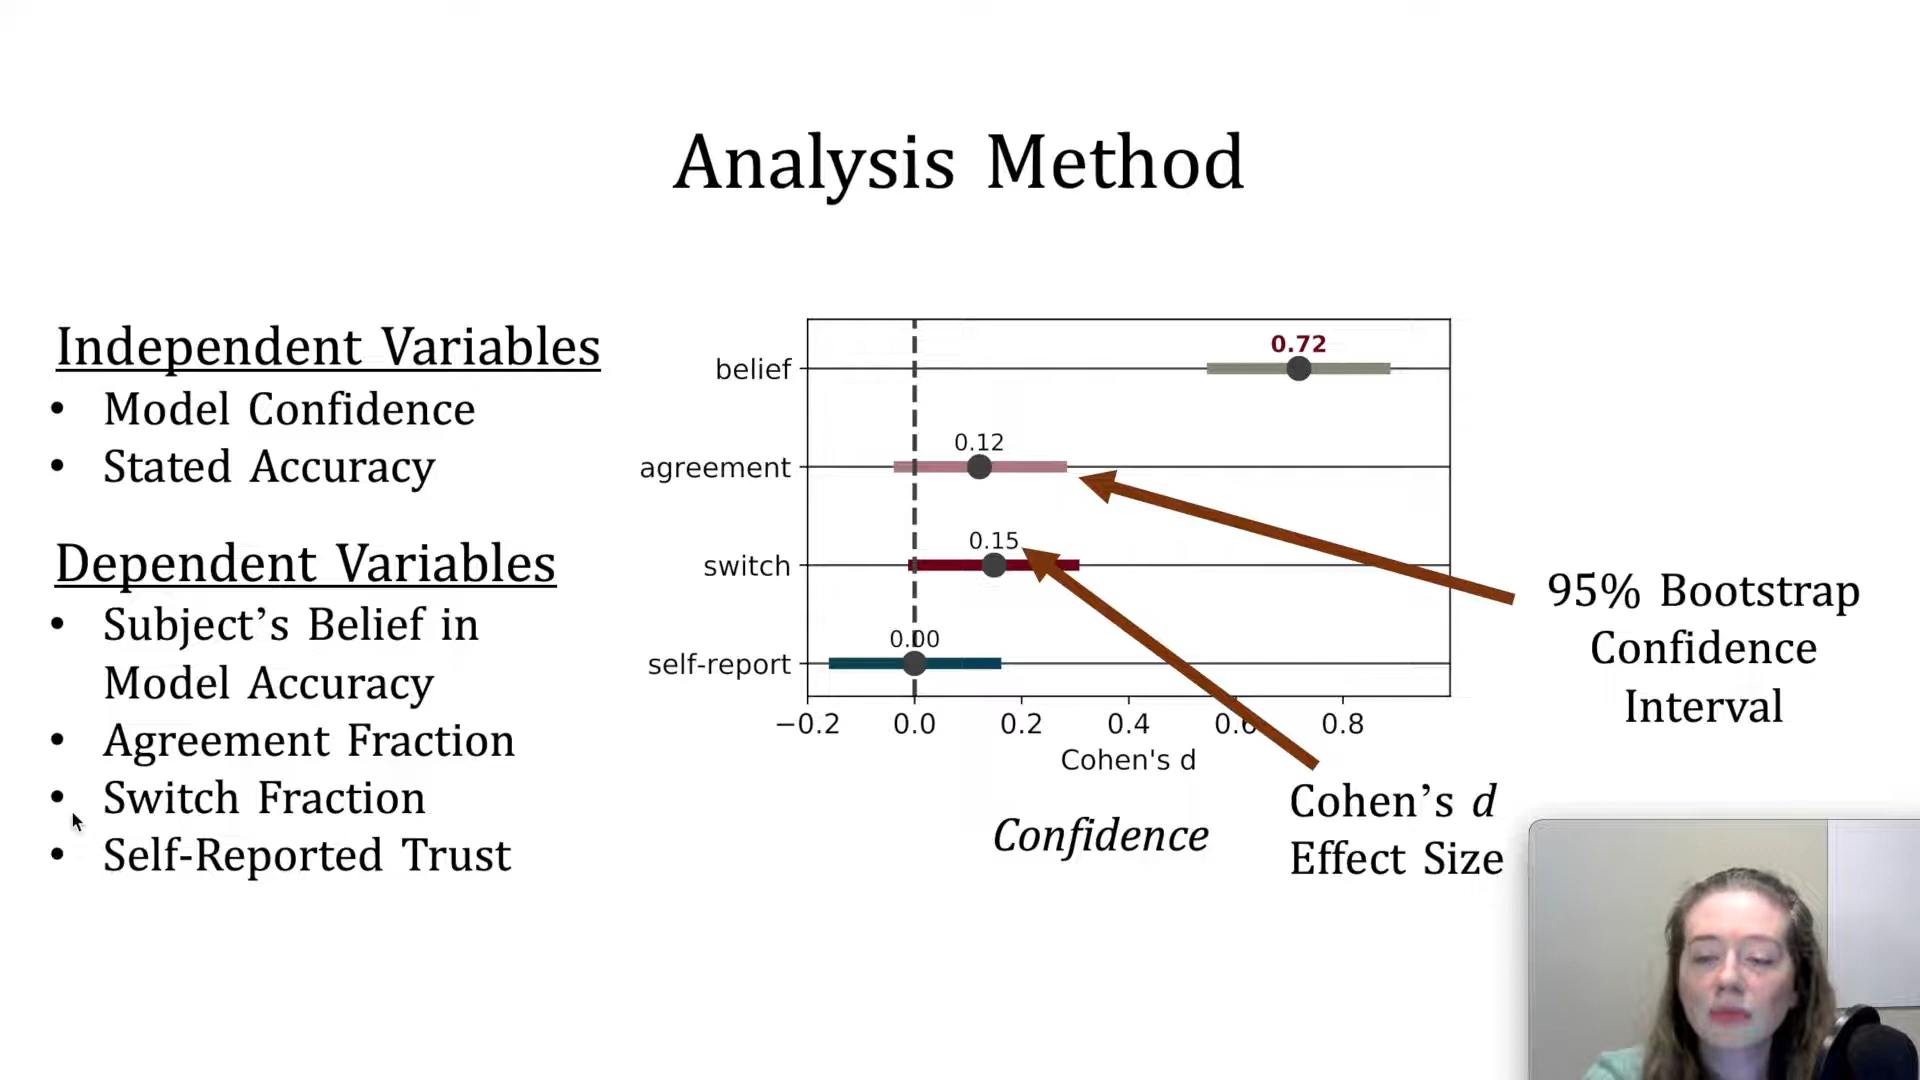 Analysis Method
Independent Variables
• Model Confidence
• Stated Accuracy
Dependent Variables
• Subject’s Belief in
Model Accuracy
• Agreement Fraction
• Switch Fraction
• Self-Reported Trust
belief
0.72
agreement
0.12
switch
0.15
self-report
0.00
−0.2 0.0 0.2 0.4 0.6 0.8
Cohen's d
Confidence
Cohen’s d
Effect Size
95% Bootstrap
Confidence
Interval